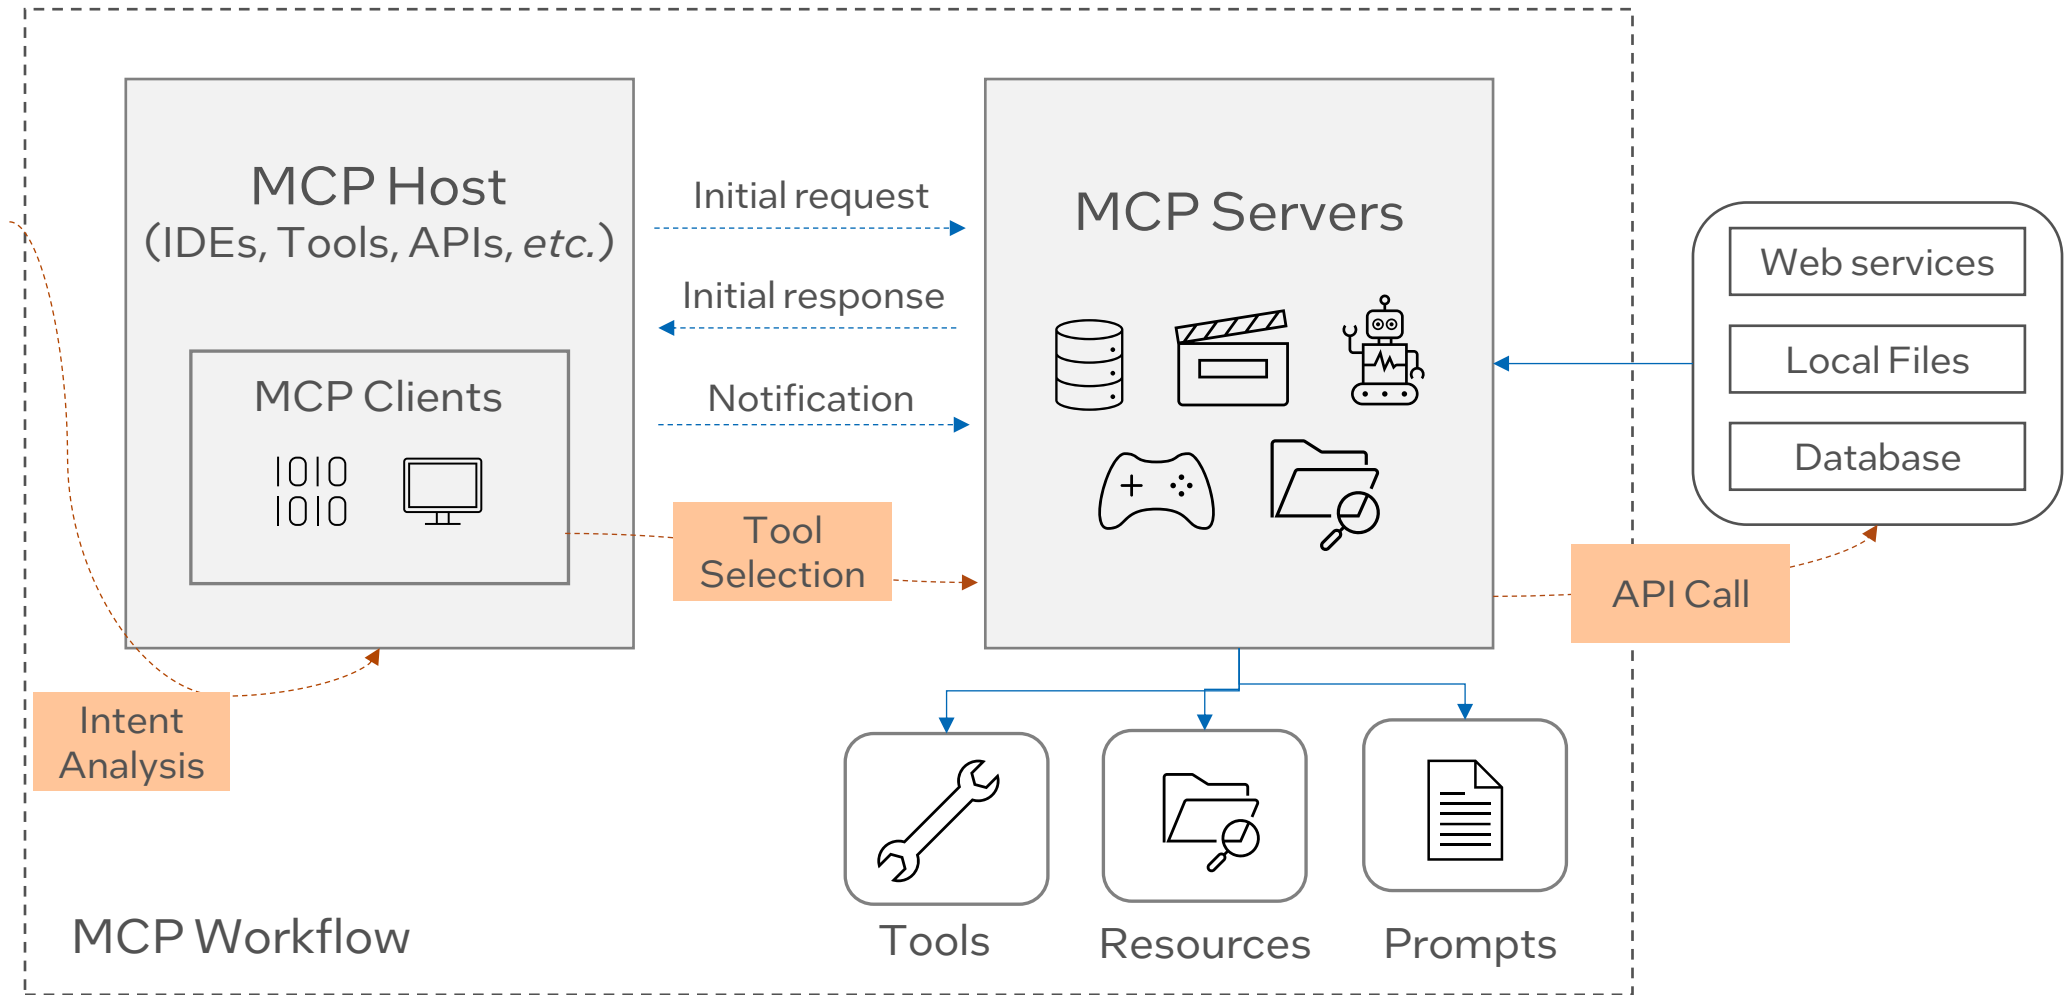 MCP Host
(IDEs, Tools, APIs, etc.)
MCP Clients
1010
1010
Initial request
Initial response
Notification
Tool
Selection
MCP Servers
Web services
Local Files
Database
API Call
Intent
Analysis
Tools
Resources
Prompts
MCP Workflow